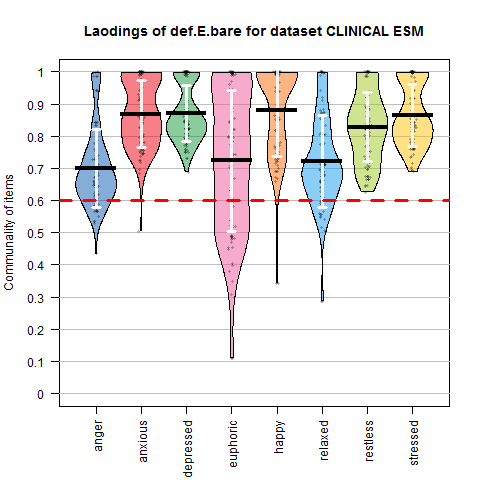 Laodings of def.E.bare for dataset CLINICAL ESM
Communality of items
1
0.9
0.8
0.7
0.6
0.5
0.4
0.3
0.2
0.1
0
anger
anxious
depressed
euphoric
happy
relaxed
restless
stressed